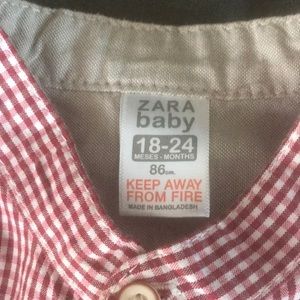 ZARA
baby
18-24
MESES - MONTHS
86cm.
KEEP AWAY
FROM FIRE
MADE IN BANGLADESH